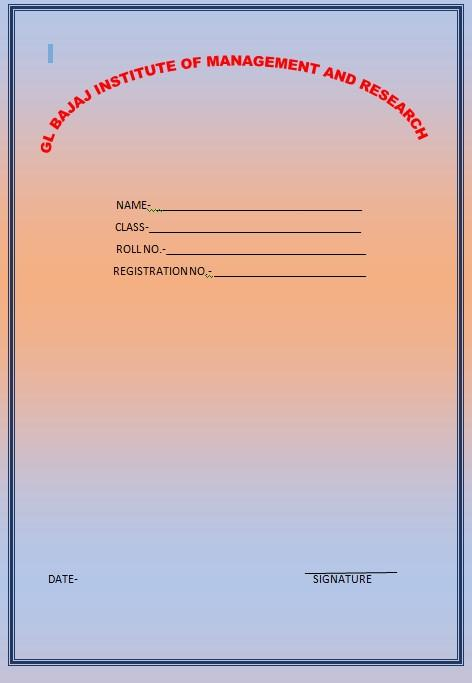 GL BAJAJ INSTITUTE OF MANAGEMENT AND RESEARCH
NAME-
CLASS-
ROLL NO.-
REGISTRATION NO.-
DATE-
SIGNATURE